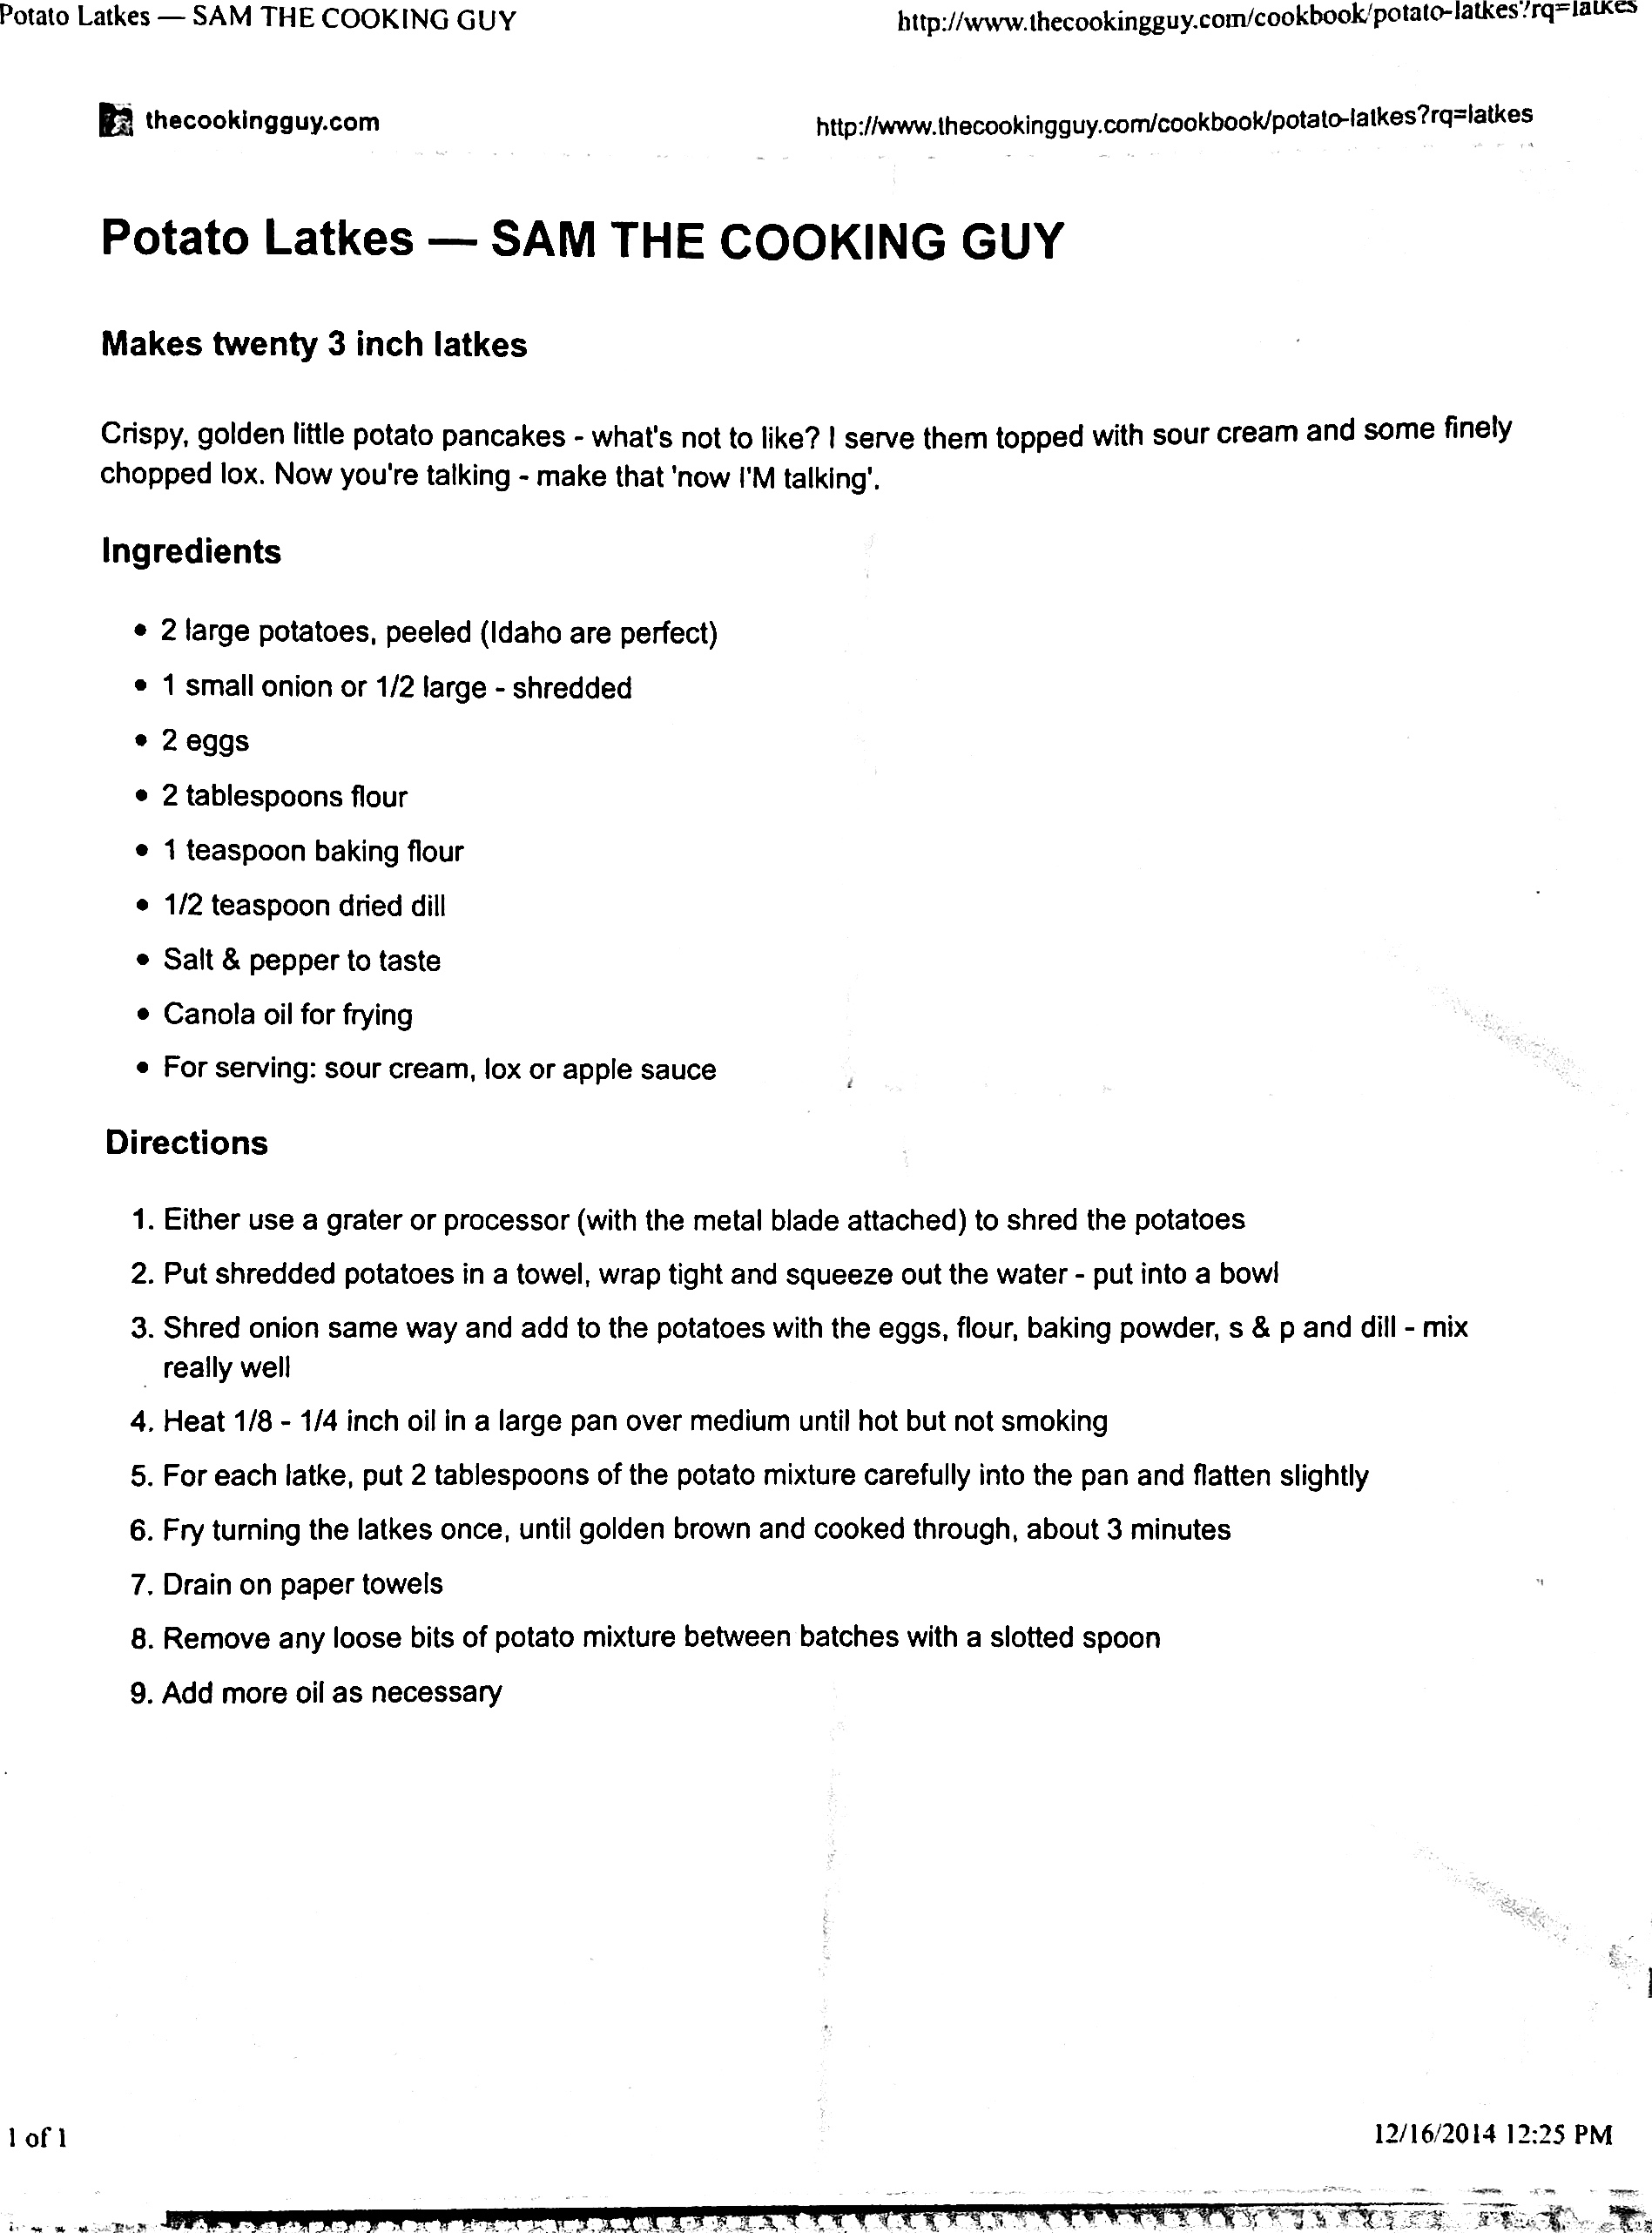 Potato Latkes — SAM THE COOKING GUY
http://www.thecookingguy.com/cookbook/potato-latkes?rq=latkes
thecookingguy.com
http://www.thecookingguy.com/cookbook/potato-latkes?rq=latkes
Potato Latkes — SAM THE COOKING GUY
Makes twenty 3 inch latkes
Crispy, golden little potato pancakes - what's not to like? I serve them topped with sour cream and some finely
chopped lox. Now you're talking - make that 'now I'M talking'.
Ingredients
• 2 large potatoes, peeled (Idaho are perfect)
• 1 small onion or 1/2 large - shredded
• 2 eggs
• 2 tablespoons flour
• 1 teaspoon baking flour
• 1/2 teaspoon dried dill
• Salt & pepper to taste
• Canola oil for frying
• For serving: sour cream, lox or apple sauce
Directions
1. Either use a grater or processor (with the metal blade attached) to shred the potatoes
2. Put shredded potatoes in a towel, wrap tight and squeeze out the water - put into a bowl
3. Shred onion same way and add to the potatoes with the eggs, flour, baking powder, s & p and dill - mix
really well
4. Heat 1/8 - 1/4 inch oil in a large pan over medium until hot but not smoking
5. For each latke, put 2 tablespoons of the potato mixture carefully into the pan and flatten slightly
6. Fry turning the latkes once, until golden brown and cooked through, about 3 minutes
7. Drain on paper towels
8. Remove any loose bits of potato mixture between batches with a slotted spoon
9. Add more oil as necessary
1 of 1
12/16/2014 12:25 PM